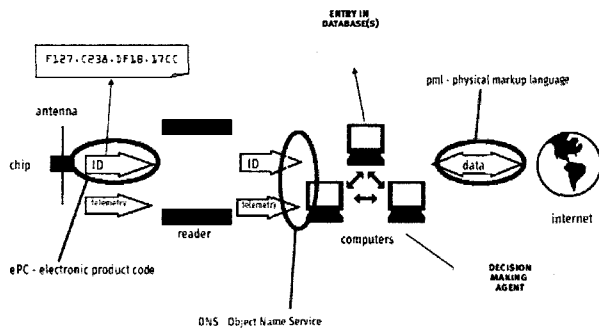 ENTRY IN
DATABASE(S)
F127.C238.DF1B.17CC
pml - physical markup language
antenna
chip
ID
ID
data
telemetry
telemetry
reader
computers
internet
ePC - electronic product code
DECISION
MAKING
AGENT
ONS Object Name Service